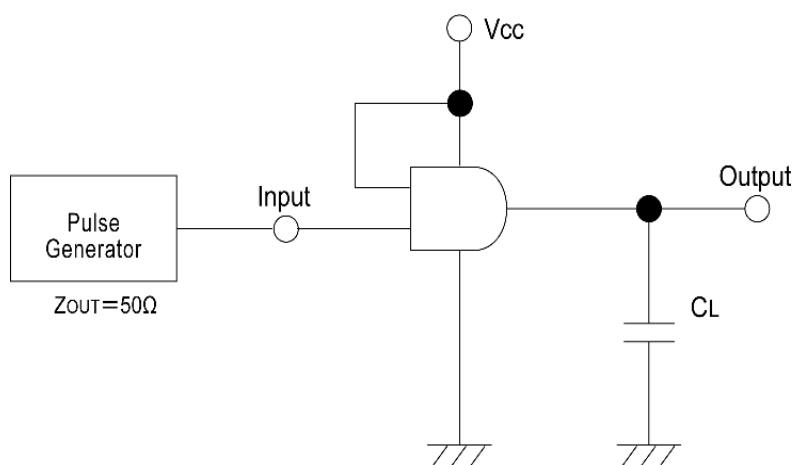 Vcc
Input
Output
Pulse
Generator
ZOUT=50Ω
CL